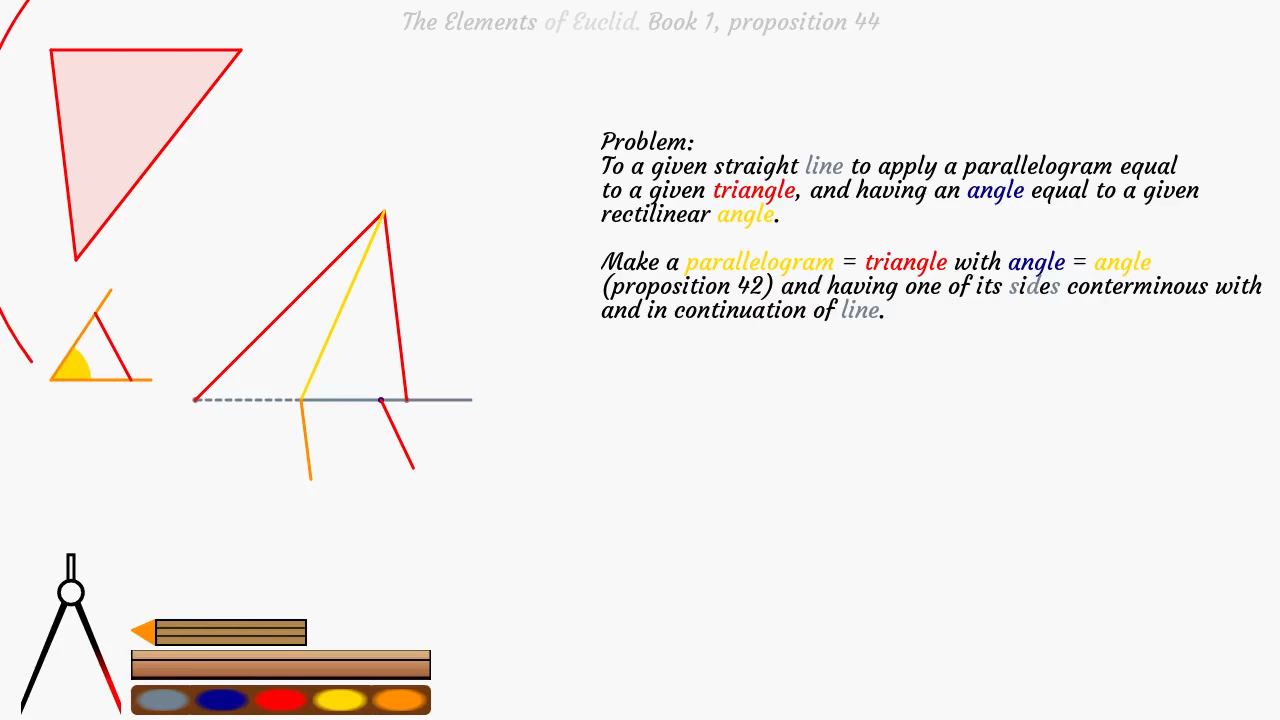 The Elements of Euclid. Book 1, proposition 44
Problem:
To a given straight line to apply a parallelogram equal
to a given triangle, and having an angle equal to a given
rectilinear angle.
Make a parallelogram = triangle with angle = angle
(proposition 42) and having one of its sides conterminous with
and in continuation of line.